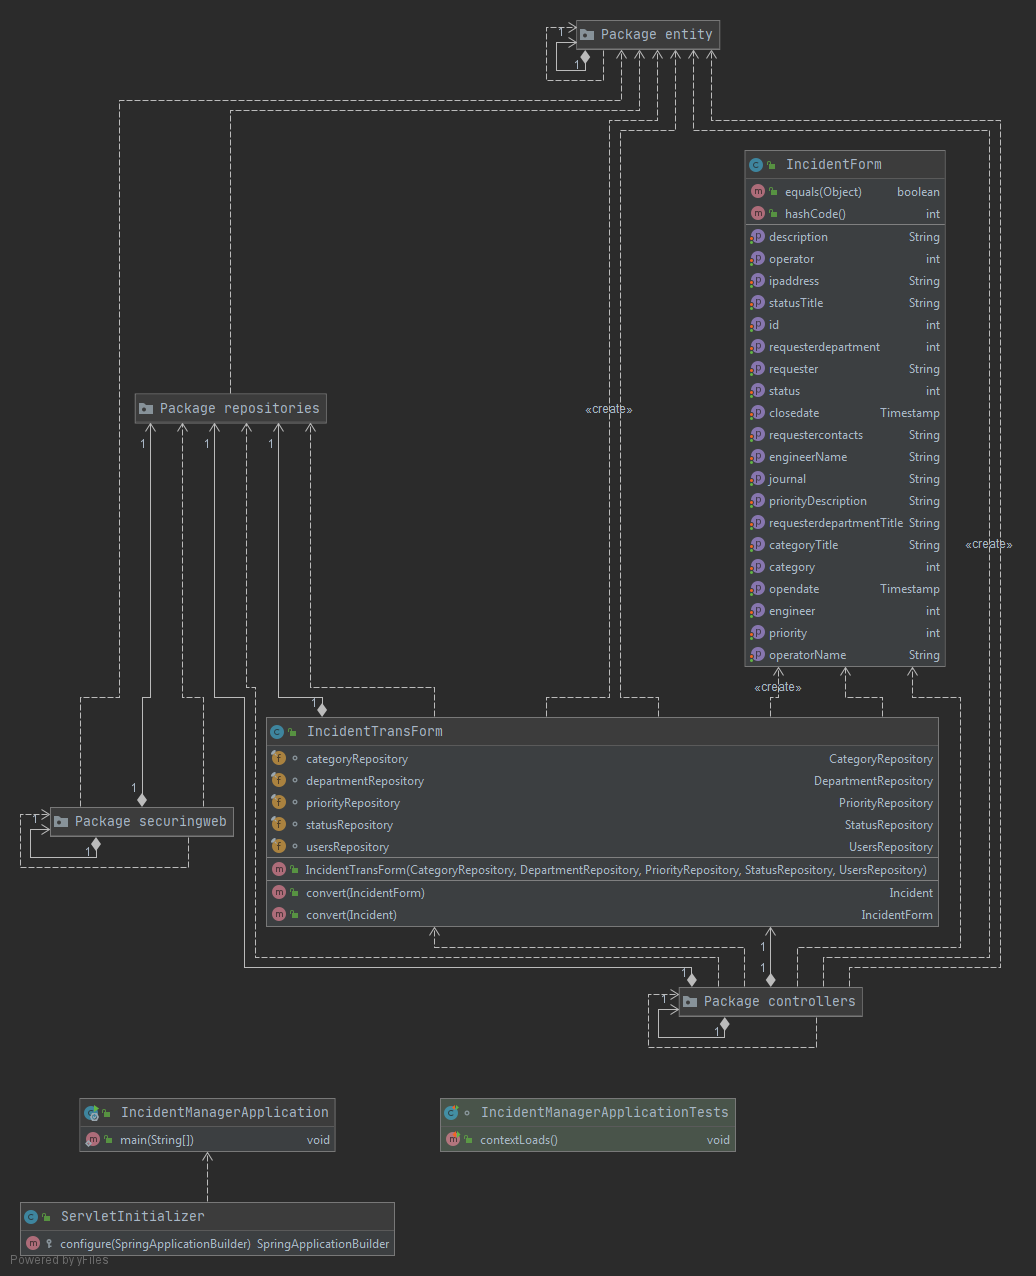 Package entity
1
1
IncidentForm
equals(Object) boolean
hashCode() int
description String
operator int
ipaddress String
statusTitle String
id int
requesterdepartment int
requester String
status int
closedate Timestamp
requestercontacts String
engineerName String
journal String
priorityDescription String
requesterdepartmentTitle String
categoryTitle String
category int
opendate Timestamp
engineer int
priority int
operatorName String
Package repositories
«create»
1 1 1
«create»
«create»
1
IncidentTransForm
categoryRepository CategoryRepository
departmentRepository DepartmentRepository
priorityRepository PriorityRepository
statusRepository StatusRepository
usersRepository UsersRepository
IncidentTransForm(CategoryRepository, DepartmentRepository, PriorityRepository, StatusRepository, UsersRepository)
convert(IncidentForm) Incident
convert(Incident) IncidentForm
1
Package securingweb
1
1
1
1 1
Package controllers
1
1
IncidentManagerApplication
main(String[]) void
IncidentManagerApplicationTests
contextLoads() void
ServletInitializer
configure(SpringApplicationBuilder) SpringApplicationBuilder
Powered by yFiles